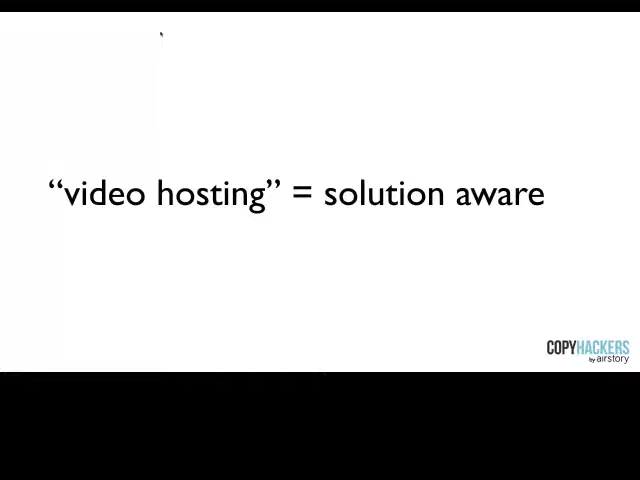 “video hosting” = solution aware
COPYHACKERS
by airstory